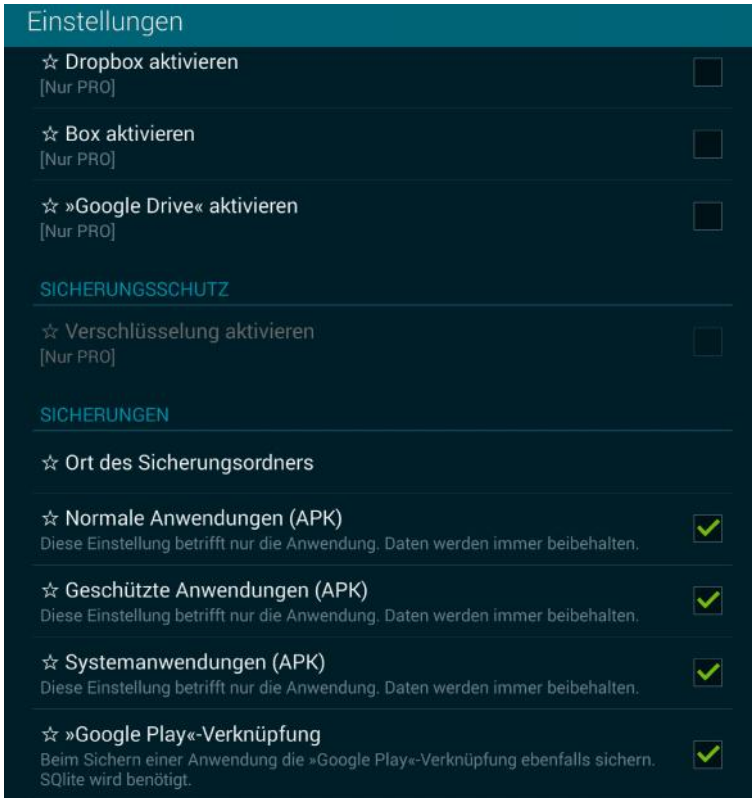 Einstellungen
☆ Dropbox aktivieren
[Nur PRO]
☆ Box aktivieren
[Nur PRO]
☆ »Google Drive« aktivieren
[Nur PRO]
SICHERUNGSSCHUTZ
☆ Verschlüsselung aktivieren
[Nur PRO]
SICHERUNGEN
☆ Ort des Sicherungsordners
☆ Normale Anwendungen (APK)
Diese Einstellung betrifft nur die Anwendung. Daten werden immer beibehalten.
☆ Geschützte Anwendungen (APK)
Diese Einstellung betrifft nur die Anwendung. Daten werden immer beibehalten.
☆ Systemanwendungen (APK)
Diese Einstellung betrifft nur die Anwendung. Daten werden immer beibehalten.
☆ »Google Play«-Verknüpfung
Beim Sichern einer Anwendung die »Google Play«-Verknüpfung ebenfalls sichern.
SQlite wird benötigt.